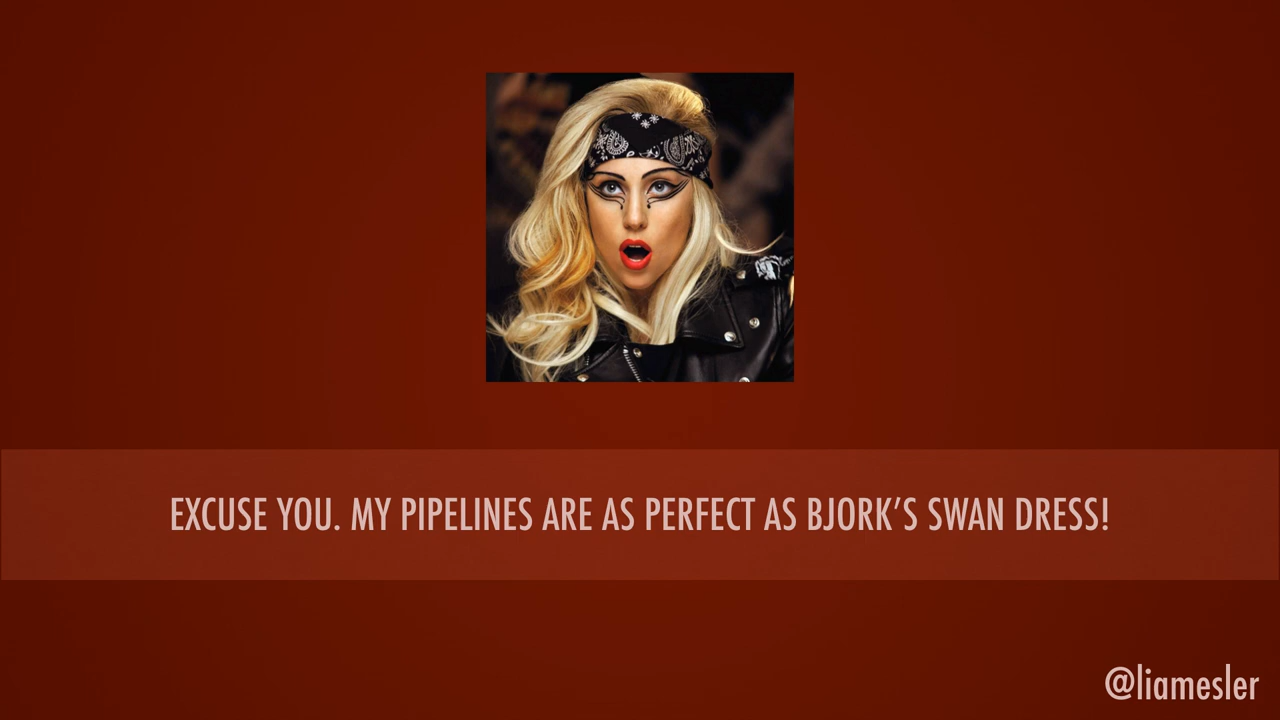 EXCUSE YOU. MY PIPELINES ARE AS PERFECT AS BJORK’S SWAN DRESS!
@liamesler